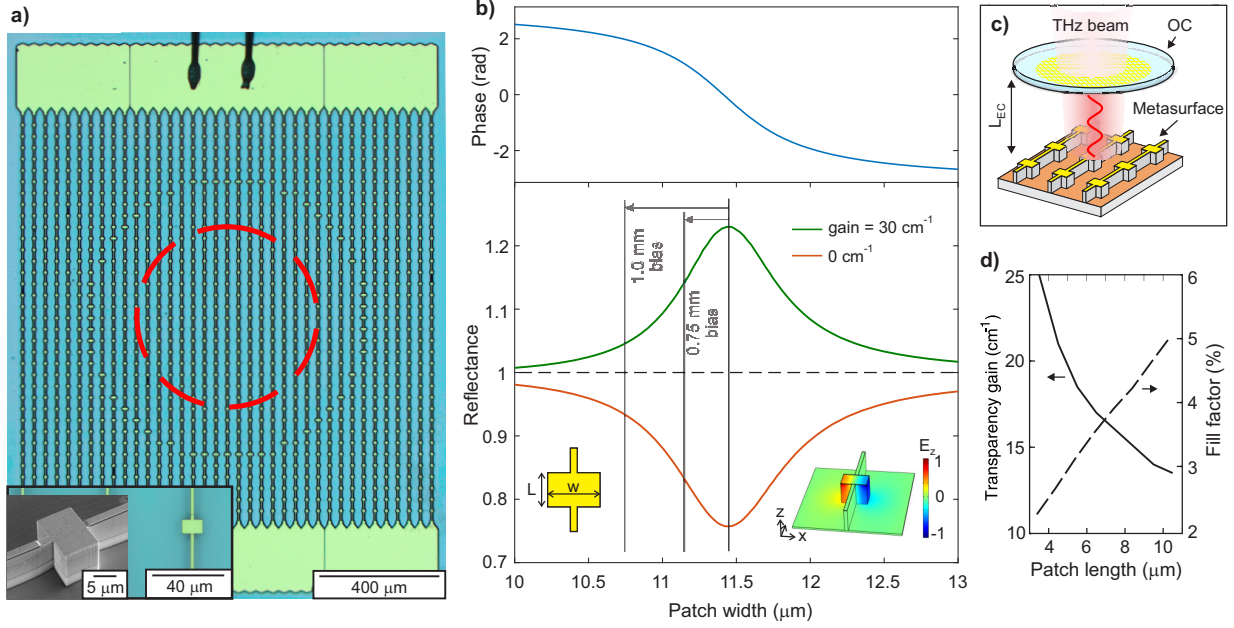 a)
5 μm
40 μm
400 μm
b)
Phase (rad)
2
0
-2
Reflectance
1.2
1.1
1
0.9
0.8
0.7
1.0 mm
bias
0.75 mm
bias
gain = 30 cm⁻¹
0 cm⁻¹
L
w
E_z
1
0
-1
z
x
10
10.5
11
11.5
12
12.5
13
Patch width (μm)
c)
THz beam
OC
L_EC
Metasurface
d)
Transparency gain (cm⁻¹)
25
20
15
10
6
5
4
3
2
Fill factor (%)
4
6
8
10
Patch length (μm)